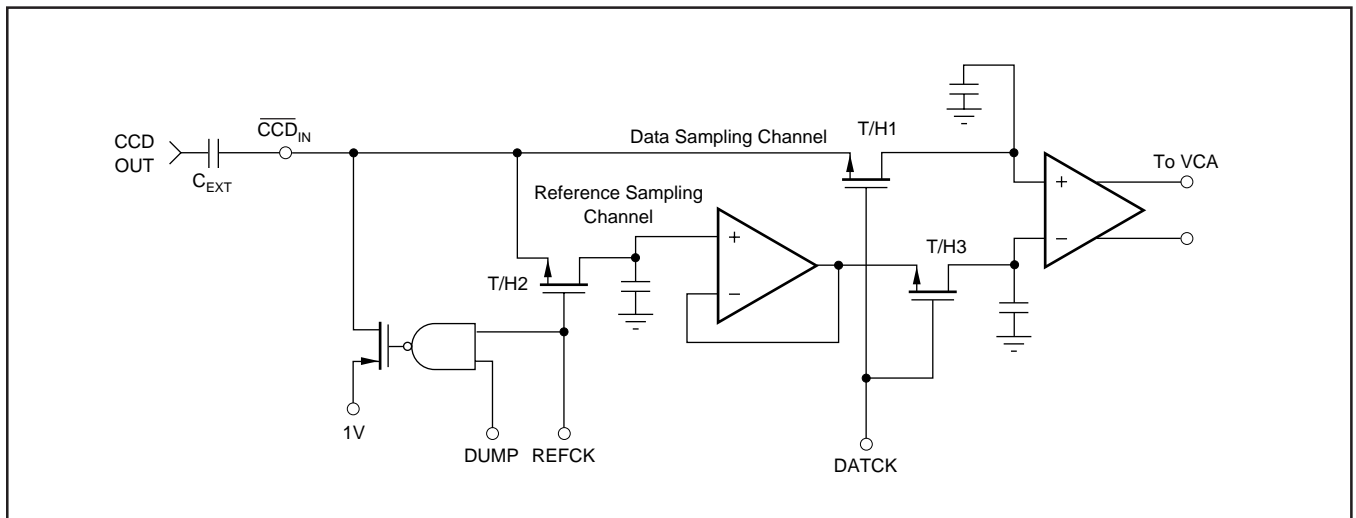 CCD
OUT
C_EXT
CCD_IN
Data Sampling Channel
T/H1
To VCA
Reference Sampling
Channel
T/H2
T/H3
+
−
+
−
1V
DUMP
REFCK
DATCK